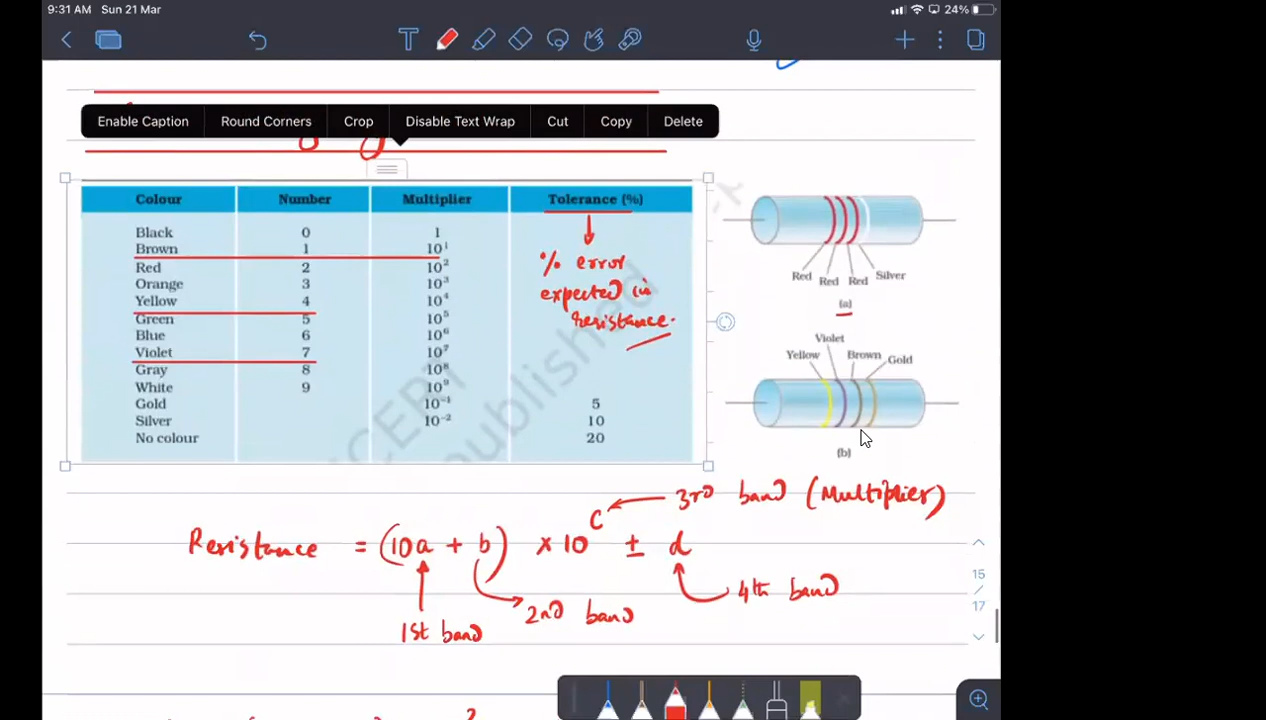 9:31 AM Sun 21 Mar
24%
T
Enable Caption Round Corners Crop Disable Text Wrap Cut Copy Delete
Colour Number Multiplier Tolerance (%)
Black 0 1
Brown 1 10¹
Red 2 10²
Orange 3 10³
Yellow 4 10⁴
Green 5 10⁵
Blue 6 10⁶
Violet 7 10⁷
Gray 8 10⁸
White 9 10⁹
Gold 10⁻¹ 5
Silver 10⁻² 10
No colour 20
% error
expected in
resistance.
NCERT
published
Red Red Red Silver
(a)
Violet
Yellow Brown Gold
(b)
3rd band (Multiplier)
Resistance = (10a + b) × 10^C ± d
4th band
2nd band
1st band
15
/
17